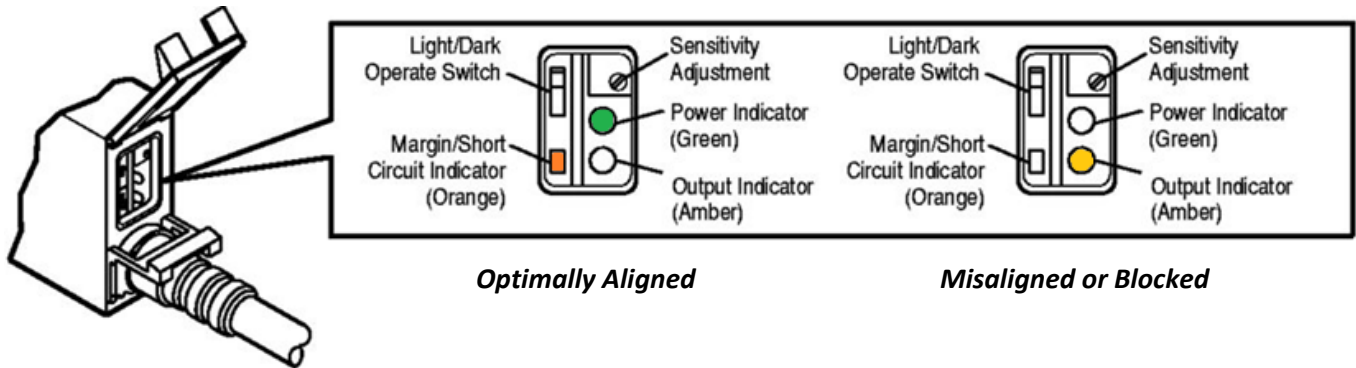 Light/Dark
Operate Switch
Sensitivity
Adjustment
Power Indicator
(Green)
Margin/Short
Circuit Indicator
(Orange)
Output Indicator
(Amber)
Light/Dark
Operate Switch
Sensitivity
Adjustment
Power Indicator
(Green)
Margin/Short
Circuit Indicator
(Orange)
Output Indicator
(Amber)
Optimally Aligned
Misaligned or Blocked